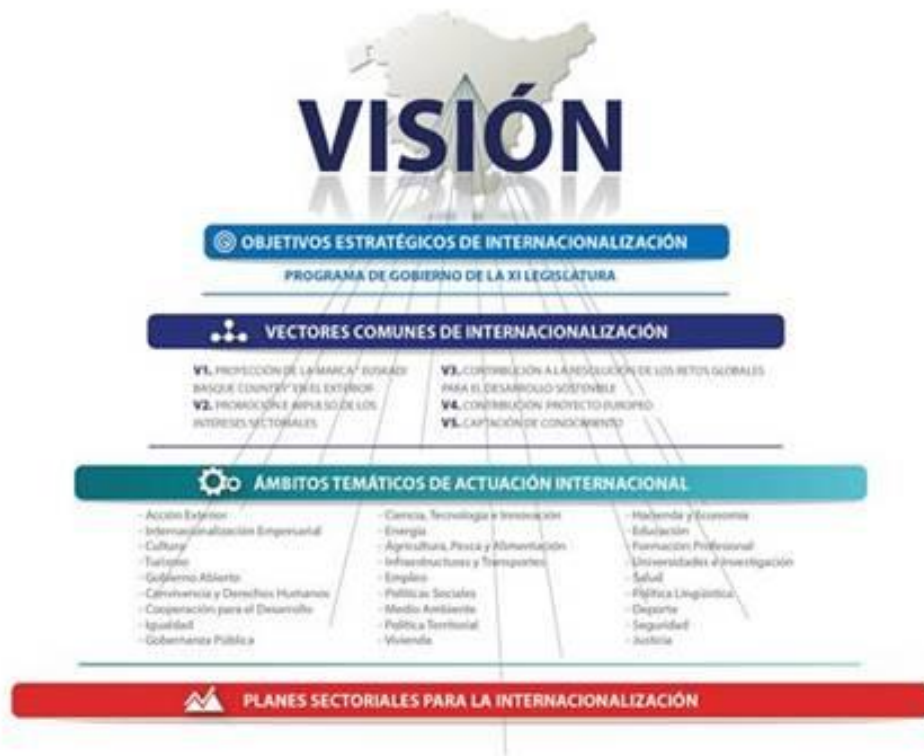 VISIÓN
OBJETIVOS ESTRATÉGICOS DE INTERNACIONALIZACIÓN
PROGRAMA DE GOBIERNO DE LA XI LEGISLATURA
VECTORES COMUNES DE INTERNACIONALIZACIÓN
V1. PROYECCIÓN DE LA MARCA "EUSKADI
BASQUE COUNTRY" EN EL EXTERIOR
V2. PROMOCIÓN E IMPULSO DE LOS
INTERESES SECTORIALES
V3. CONTRIBUCIÓN A LA RESOLUCIÓN DE LOS RETOS GLOBALES
PARA EL DESARROLLO SOSTENIBLE
V4. CONTRIBUCIÓN PROYECTO EUROPEO
V5. CAPTACIÓN DE CONOCIMIENTO
ÁMBITOS TEMÁTICOS DE ACTUACIÓN INTERNACIONAL
- Acción Exterior
- Internacionalización Empresarial
- Cultura
- Turismo
- Gobierno Abierto
- Convivencia y Derechos Humanos
- Cooperación para el Desarrollo
- Igualdad
- Gobernanza Pública
- Ciencia, Tecnología e Innovación
- Energía
- Agricultura, Pesca y Alimentación
- Infraestructuras y Transportes
- Empleo
- Políticas Sociales
- Medio Ambiente
- Política Territorial
- Vivienda
- Hacienda y Economía
- Educación
- Formación Profesional
- Universidades e Investigación
- Salud
- Política Lingüística
- Deporte
- Seguridad
- Justicia
PLANES SECTORIALES PARA LA INTERNACIONALIZACIÓN